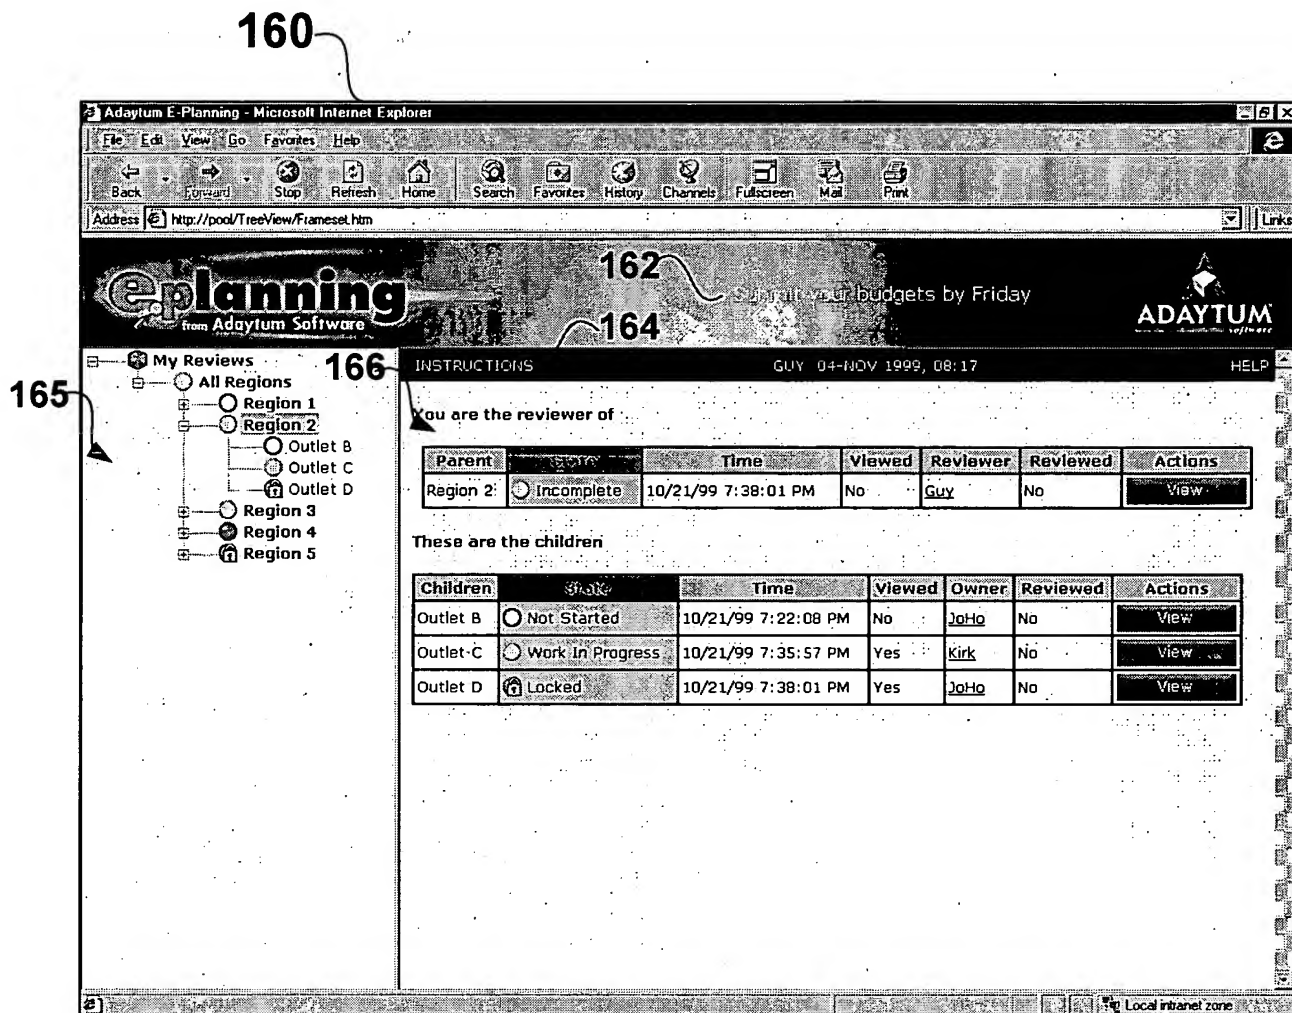 160
Adaytum E-Planning - Microsoft Internet Explorer
File Edit View Go Favorites Help
Back Forward Stop Refresh Home Search Favorites History Channels Fullscreen Mail Print
Address http://pool/TreeView/Frameset.htm Links
eplanning
from Adaytum Software
162
Submit your budgets by Friday
ADAYTUM
software
164
165
My Reviews
All Regions
Region 1
Region 2
Outlet B
Outlet C
Outlet D
Region 3
Region 4
Region 5
166
INSTRUCTIONS GUY 04-NOV 1999, 08:17 HELP
You are the reviewer of
Parent State Time Viewed Reviewer Reviewed Actions
Region 2 Incomplete 10/21/99 7:38:01 PM No Guy No View
These are the children
Children State Time Viewed Owner Reviewed Actions
Outlet B Not Started 10/21/99 7:22:08 PM No JoHo No View
Outlet C Work In Progress 10/21/99 7:35:57 PM Yes Kirk No View
Outlet D Locked 10/21/99 7:38:01 PM Yes JoHo No View
Local intranet zone